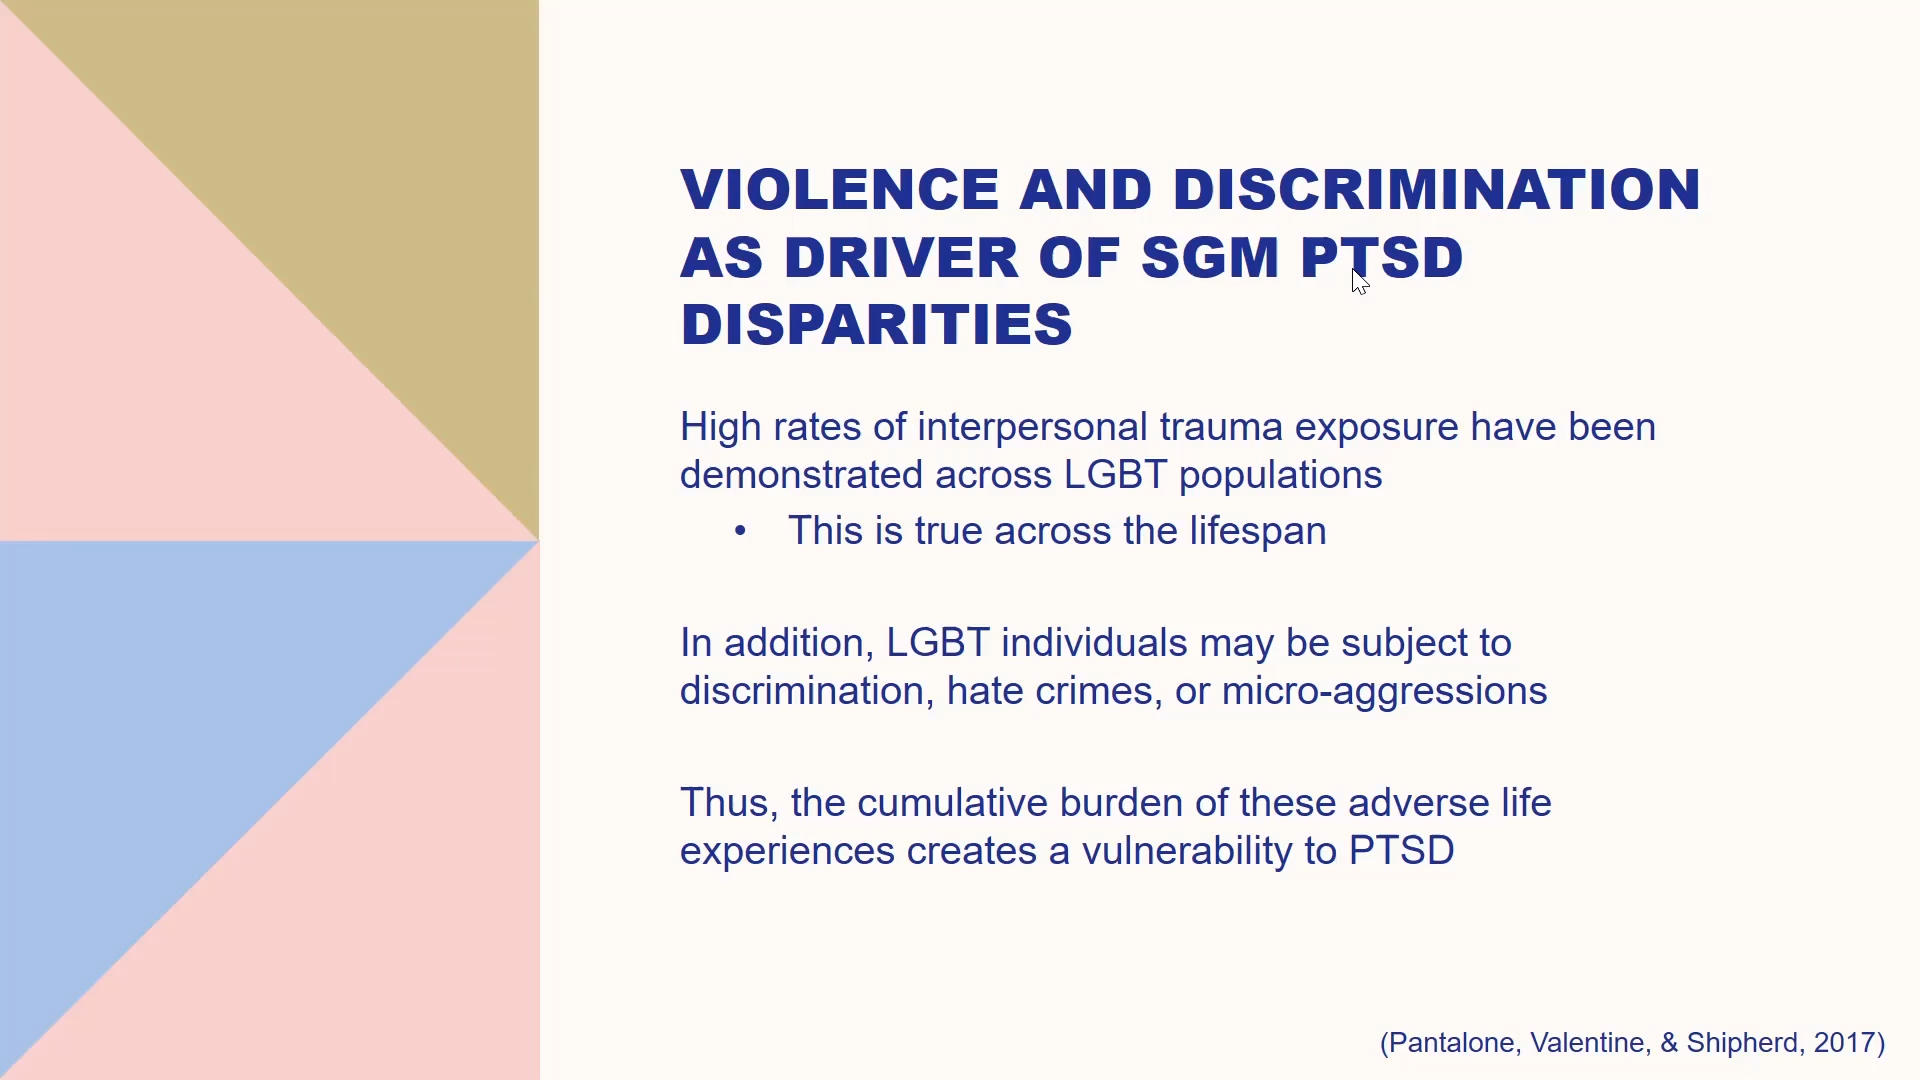 VIOLENCE AND DISCRIMINATION
AS DRIVER OF SGM PTSD
DISPARITIES
High rates of interpersonal trauma exposure have been
demonstrated across LGBT populations
• This is true across the lifespan
In addition, LGBT individuals may be subject to
discrimination, hate crimes, or micro-aggressions
Thus, the cumulative burden of these adverse life
experiences creates a vulnerability to PTSD
(Pantalone, Valentine, & Shipherd, 2017)